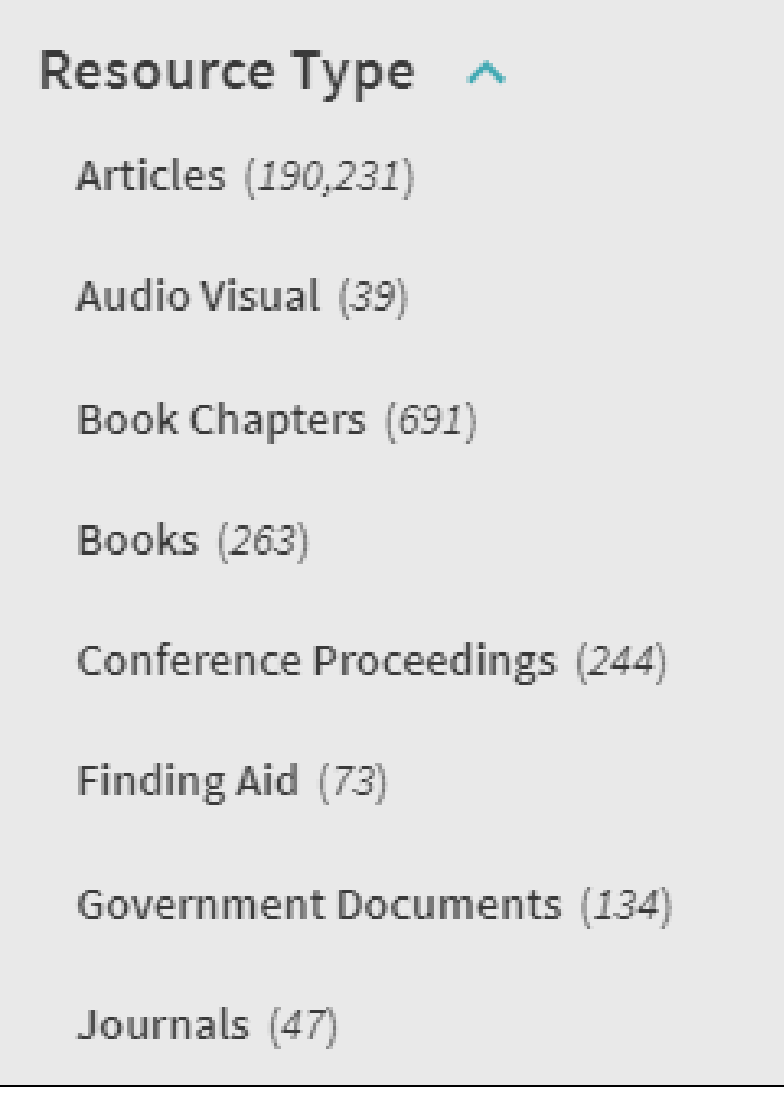 Resource Type
Articles (190,231)
Audio Visual (39)
Book Chapters (691)
Books (263)
Conference Proceedings (244)
Finding Aid (73)
Government Documents (134)
Journals (47)